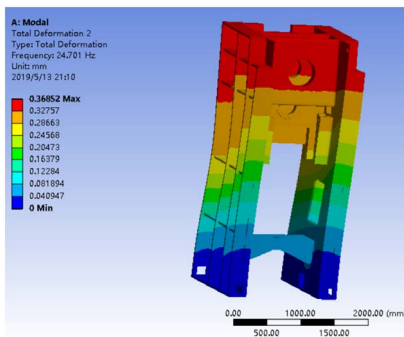 A: Modal
Total Deformation 2
Type: Total Deformation
Frequency: 24.701 Hz
Unit: mm
2019/5/13 21:10
0.36852 Max
0.32757
0.28663
0.24568
0.20473
0.16379
0.12284
0.081894
0.040947
0 Min
0.00 1000.00 2000.00 (mm
500.00 1500.00